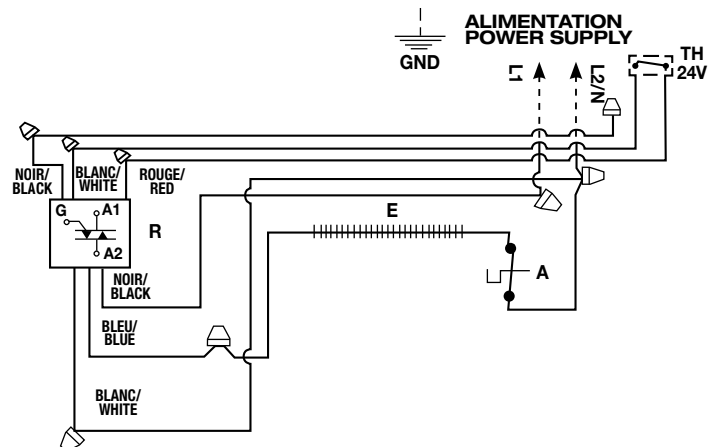 ALIMENTATION
POWER SUPPLY
GND
L1
L2/N
TH
24V
NOIR/
BLACK
BLANC/
WHITE
ROUGE/
RED
G
A1
A2
R
E
A
NOIR/
BLACK
BLEU/
BLUE
BLANC/
WHITE